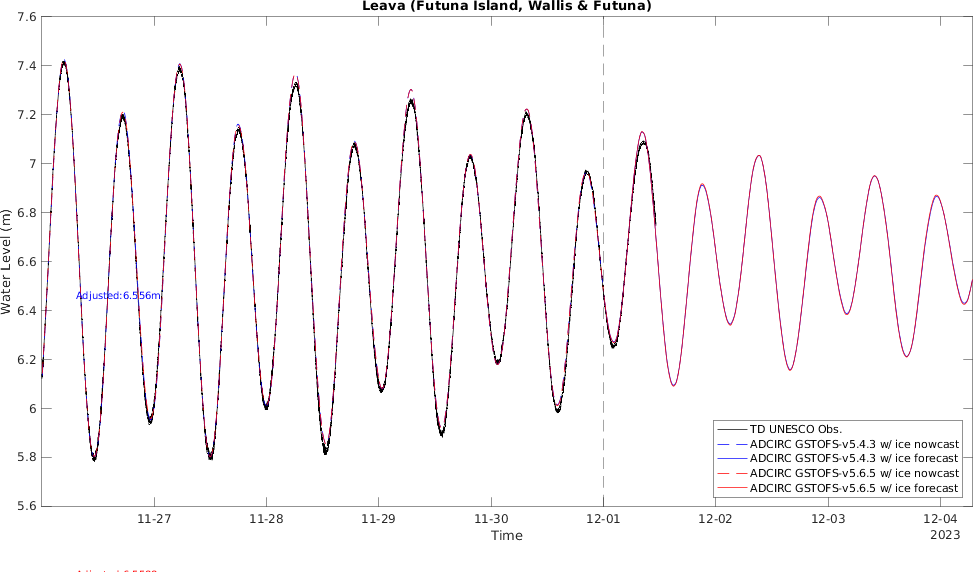 Leava (Futuna Island, Wallis & Futuna)
7.6
7.4
7.2
7
6.8
6.6
6.4
6.2
6
5.8
5.6
Water Level (m)
Adjusted:6.556m
TD UNESCO Obs.
ADCIRC GSTOFS-v5.4.3 w/ ice nowcast
ADCIRC GSTOFS-v5.4.3 w/ ice forecast
ADCIRC GSTOFS-v5.6.5 w/ ice nowcast
ADCIRC GSTOFS-v5.6.5 w/ ice forecast
11-27 11-28 11-29 11-30 12-01 12-02 12-03 12-04
Time
2023